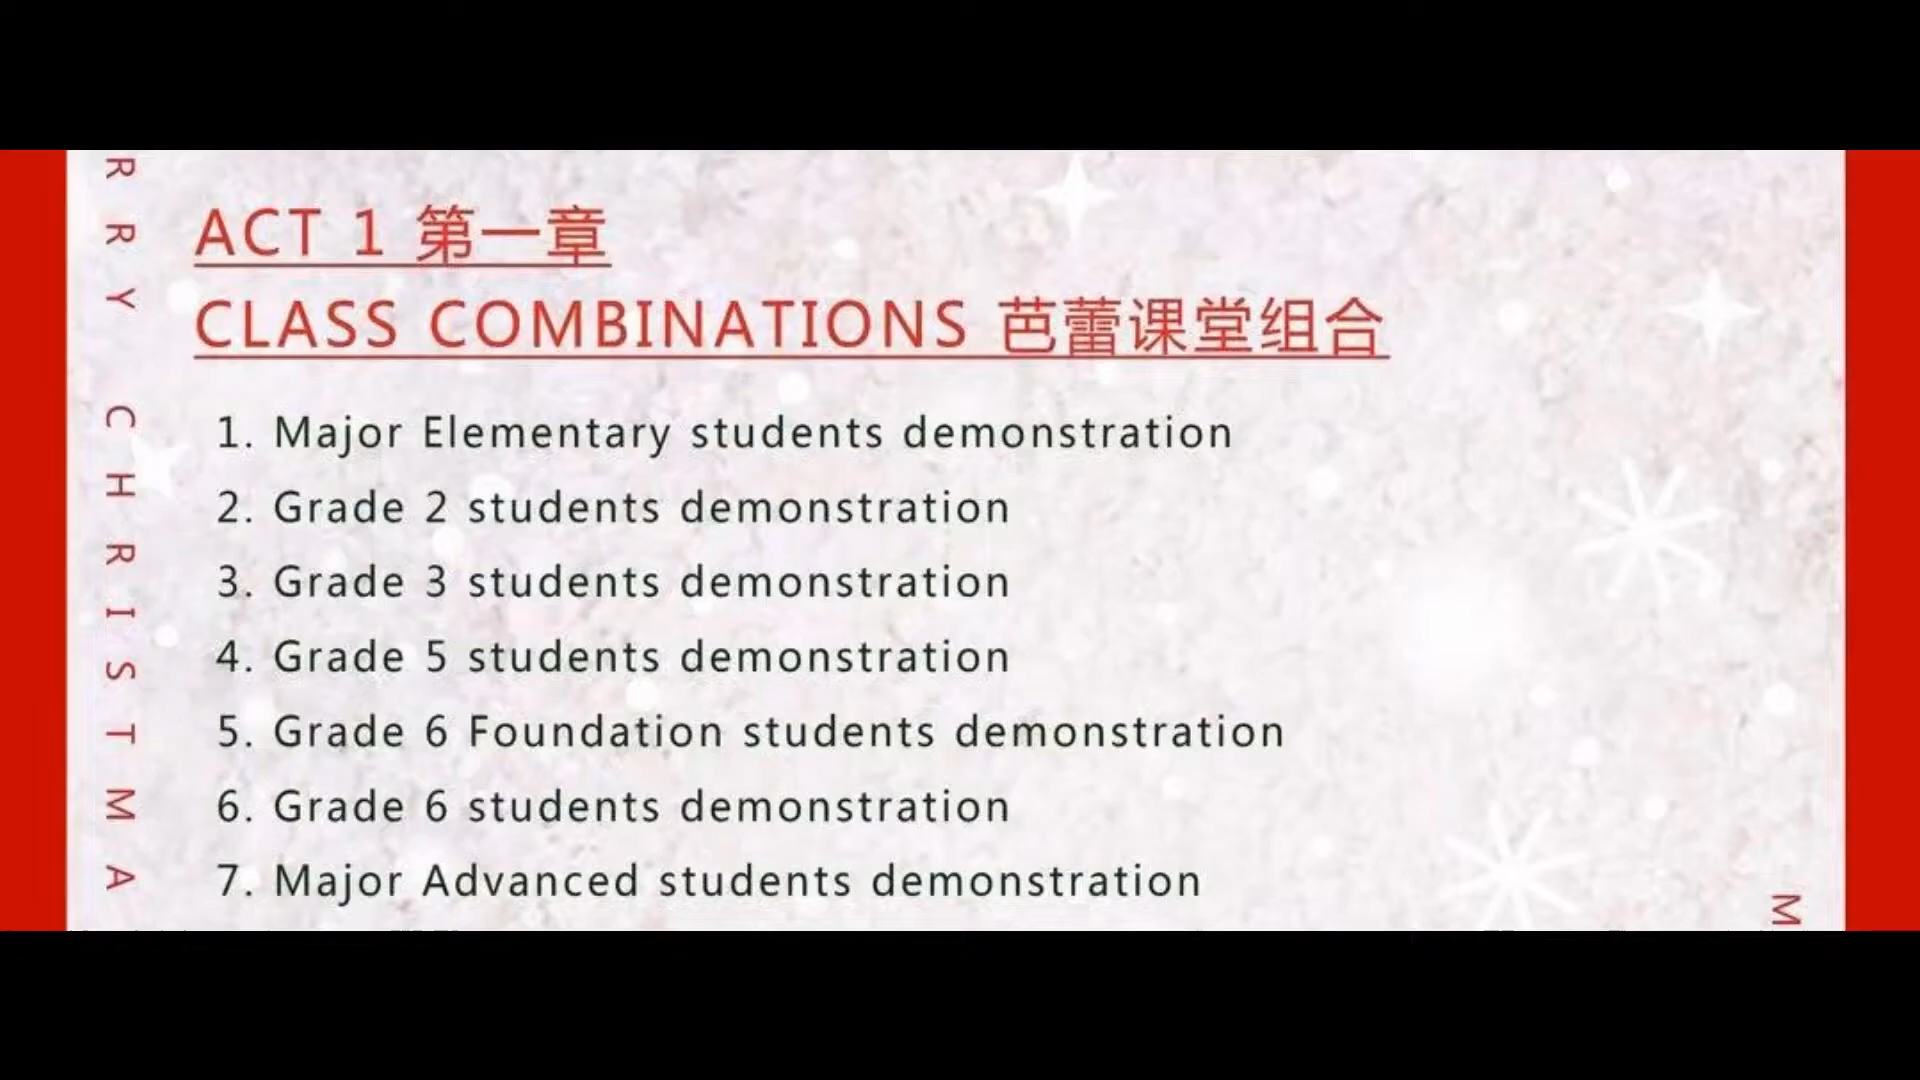 RRY CHRISTMA
ACT 1 第一章
CLASS COMBINATIONS 芭蕾课堂组合
1. Major Elementary students demonstration
2. Grade 2 students demonstration
3. Grade 3 students demonstration
4. Grade 5 students demonstration
5. Grade 6 Foundation students demonstration
6. Grade 6 students demonstration
7. Major Advanced students demonstration
M